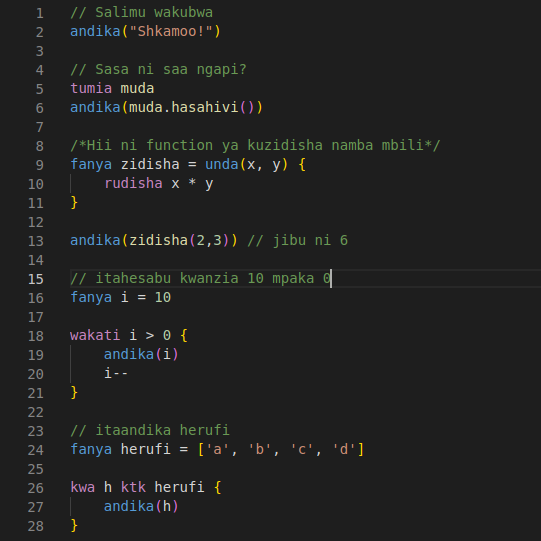 1 // Salimu wakubwa
2 andika("Shkamoo!")
3
4 // Sasa ni saa ngapi?
5 tumia muda
6 andika(muda.hasahivi())
7
8 /*Hii ni function ya kuzidisha namba mbili*/
9 fanya zidisha = unda(x, y) {
10     rudisha x * y
11 }
12
13 andika(zidisha(2,3)) // jibu ni 6
14
15 // itahesabu kwanzia 10 mpaka 0
16 fanya i = 10
17
18 wakati i > 0 {
19     andika(i)
20     i--
21 }
22
23 // itaandika herufi
24 fanya herufi = ['a', 'b', 'c', 'd']
25
26 kwa h ktk herufi {
27     andika(h)
28 }